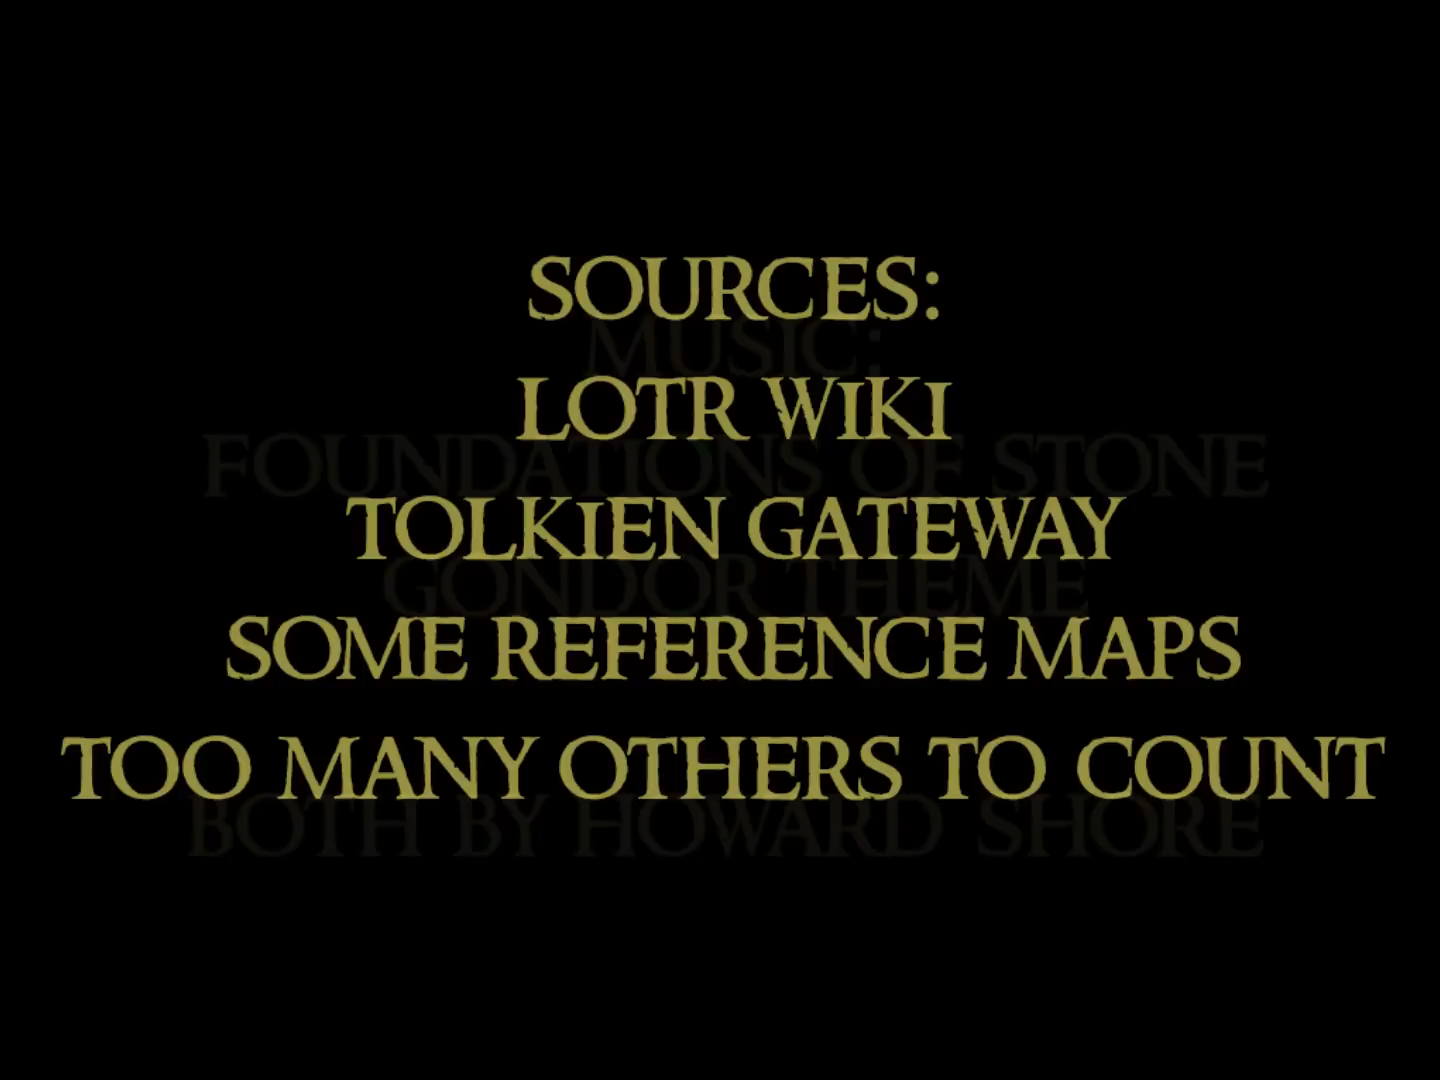 SOURCES:
MUSIC:
LOTR WIKI
FOUNDATIONS OF STONE
TOLKIEN GATEWAY
GONDOR THEME
SOME REFERENCE MAPS
TOO MANY OTHERS TO COUNT
BOTH BY HOWARD SHORE